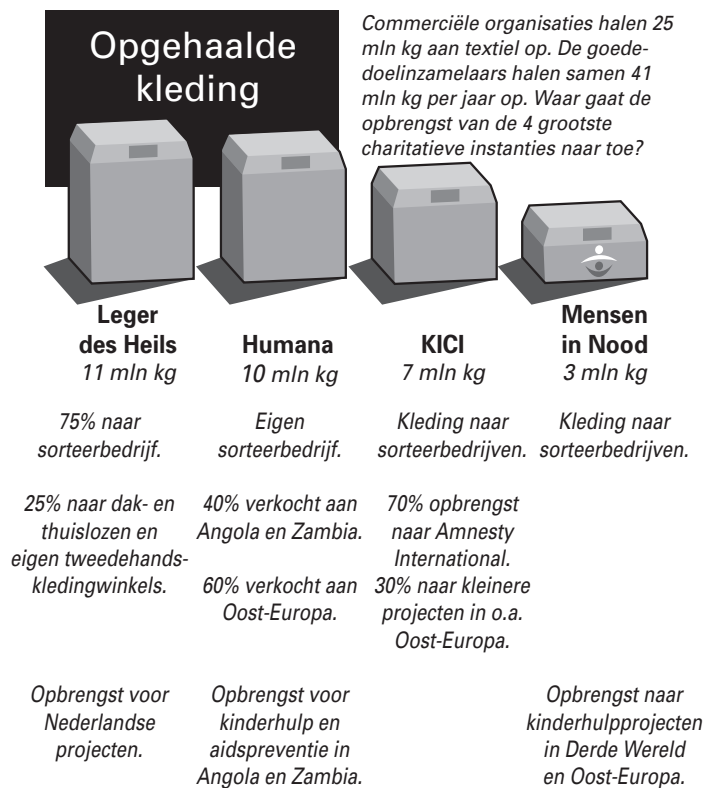 Opgehaalde
kleding
Commerciële organisaties halen 25
mln kg aan textiel op. De goede-
doelinzamelaars halen samen 41
mln kg per jaar op. Waar gaat de
opbrengst van de 4 grootste
charitatieve instanties naar toe?
Leger
des Heils
11 mln kg
75% naar
sorteerbedrijf.
25% naar dak- en
thuislozen en
eigen tweedehands-
kledingwinkels.
Opbrengst voor
Nederlandse
projecten.
Humana
10 mln kg
Eigen
sorteerbedrijf.
40% verkocht aan
Angola en Zambia.
60% verkocht aan
Oost-Europa.
Opbrengst voor
kinderhulp en
aidspreventie in
Angola en Zambia.
KICI
7 mln kg
Kleding naar
sorteerbedrijven.
70% opbrengst
naar Amnesty
International.
30% naar kleinere
projecten in o.a.
Oost-Europa.
Mensen
in Nood
3 mln kg
Kleding naar
sorteerbedrijven.
Opbrengst naar
kinderhulpprojecten
in Derde Wereld
en Oost-Europa.